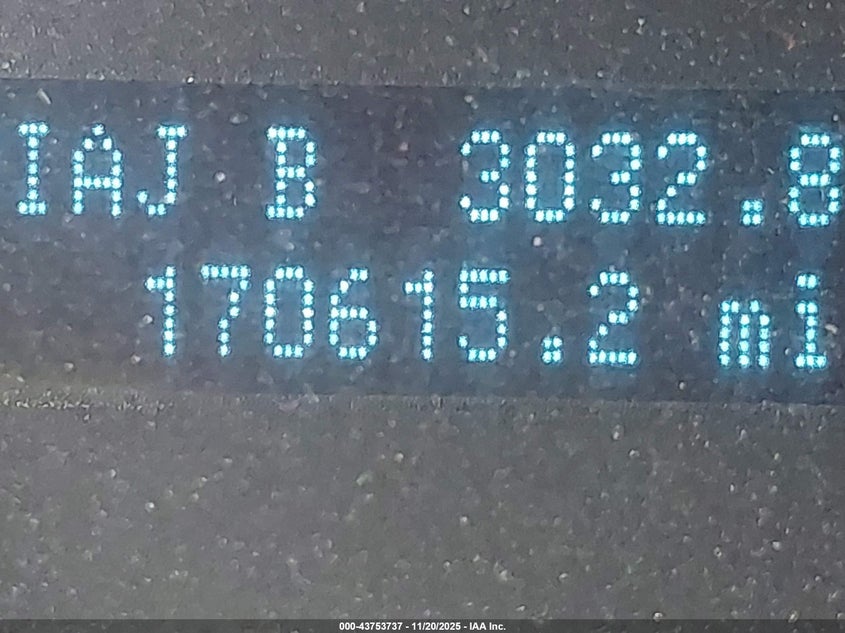 IAJ B 3032.8
170615.2 mi
000-43753737 - 11/20/2025 - IAA Inc.